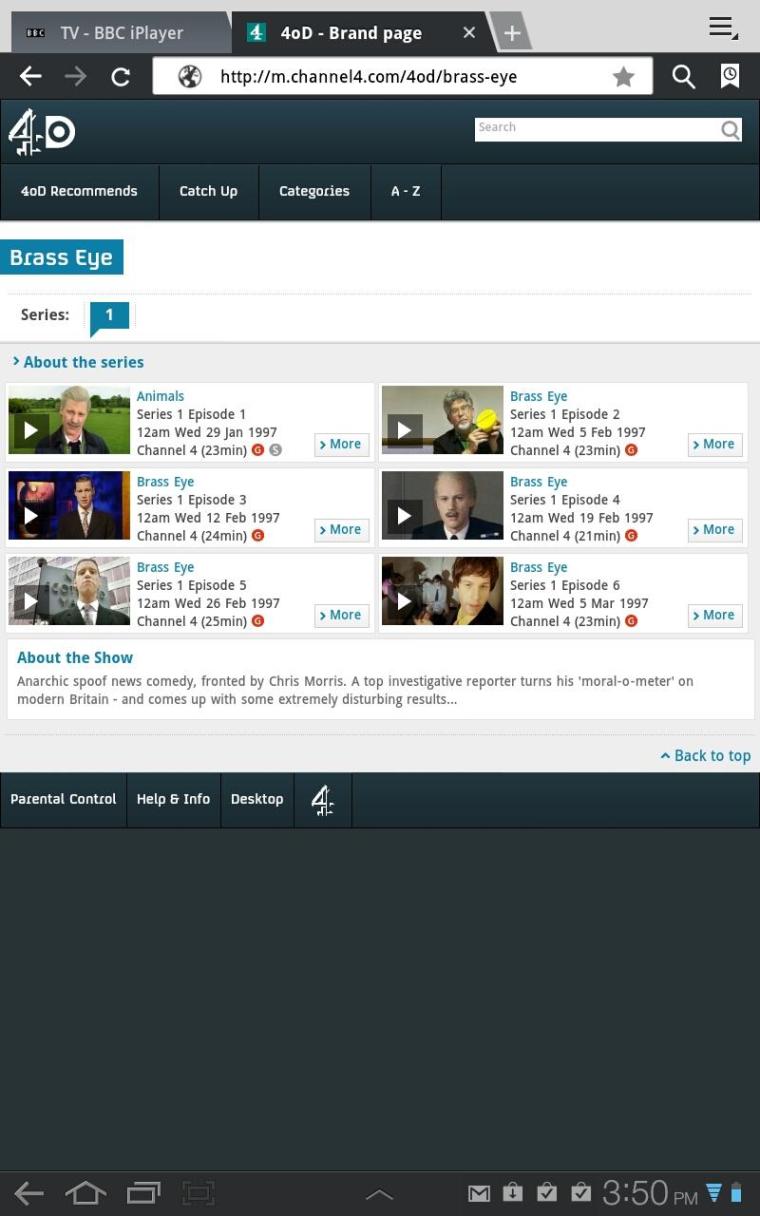 BBC TV - BBC iPlayer
4 4oD - Brand page
http://m.channel4.com/4od/brass-eye
4oD
Search
4oD Recommends Catch Up Categories A - Z
Brass Eye
Series: 1
About the series
Animals
Series 1 Episode 1
12am Wed 29 Jan 1997
Channel 4 (23min) G S
More
Brass Eye
Series 1 Episode 2
12am Wed 5 Feb 1997
Channel 4 (23min) G
More
Brass Eye
Series 1 Episode 3
12am Wed 12 Feb 1997
Channel 4 (24min) G
More
Brass Eye
Series 1 Episode 4
12am Wed 19 Feb 1997
Channel 4 (21min) G
More
Brass Eye
Series 1 Episode 5
12am Wed 26 Feb 1997
Channel 4 (25min) G
More
Brass Eye
Series 1 Episode 6
12am Wed 5 Mar 1997
Channel 4 (23min) G
More
About the Show
Anarchic spoof news comedy, fronted by Chris Morris. A top investigative reporter turns his 'moral-o-meter' on
modern Britain - and comes up with some extremely disturbing results...
Back to top
Parental Control Help & Info Desktop 4
3:50 PM